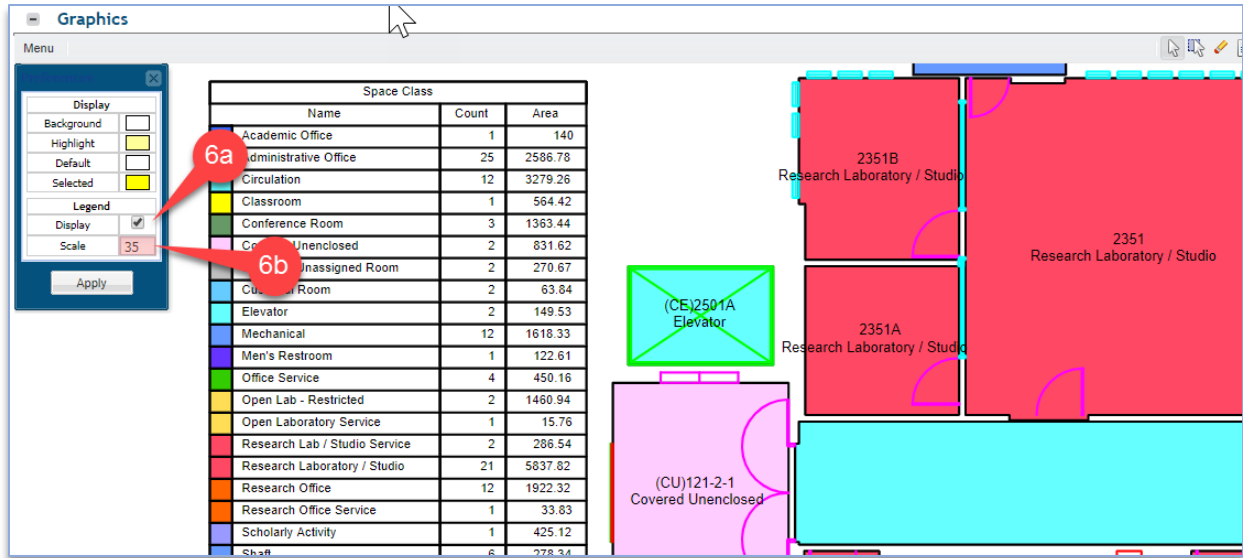 Graphics
Menu
Display
Background
Highlight
Default
Selected
Legend
Display
Scale 35
Apply
6a
6b
Space Class
Name Count Area
Academic Office 1 140
Administrative Office 25 2586.78
Circulation 12 3279.26
Classroom 1 564.42
Conference Room 3 1363.44
Unenclosed 2 831.62
Unassigned Room 2 270.67
Room 2 63.84
Elevator 2 149.53
Mechanical 12 1618.33
Men's Restroom 1 122.61
Office Service 4 450.16
Open Lab - Restricted 2 1460.94
Open Laboratory Service 1 15.76
Research Lab / Studio Service 2 286.54
Research Laboratory / Studio 21 5837.82
Research Office 12 1922.32
Research Office Service 1 33.83
Scholarly Activity 1 425.12
Shaft 6 278.34
2351B
Research Laboratory / Studio
2351
Research Laboratory / Studio
(CE)2501A
Elevator
2351A
Research Laboratory / Studio
(CU)121-2-1
Covered Unenclosed